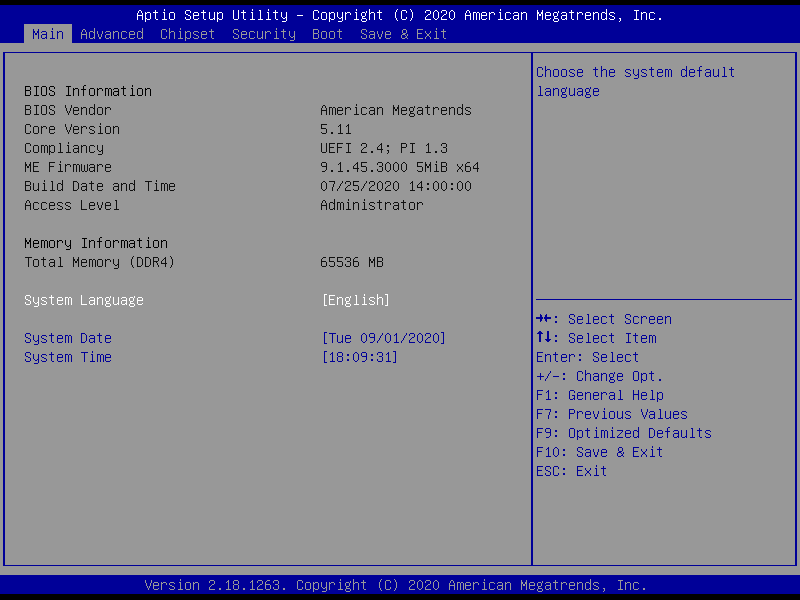 Aptio Setup Utility – Copyright (C) 2020 American Megatrends, Inc.
Main Advanced Chipset Security Boot Save & Exit
BIOS Information
BIOS Vendor American Megatrends
Core Version 5.11
Compliancy UEFI 2.4; PI 1.3
ME Firmware 9.1.45.3000 5MiB x64
Build Date and Time 07/25/2020 14:00:00
Access Level Administrator
Memory Information
Total Memory (DDR4) 65536 MB
System Language [English]
System Date [Tue 09/01/2020]
System Time [18:09:31]
Choose the system default
language
→←: Select Screen
↑↓: Select Item
Enter: Select
+/–: Change Opt.
F1: General Help
F7: Previous Values
F9: Optimized Defaults
F10: Save & Exit
ESC: Exit
Version 2.18.1263. Copyright (C) 2020 American Megatrends, Inc.